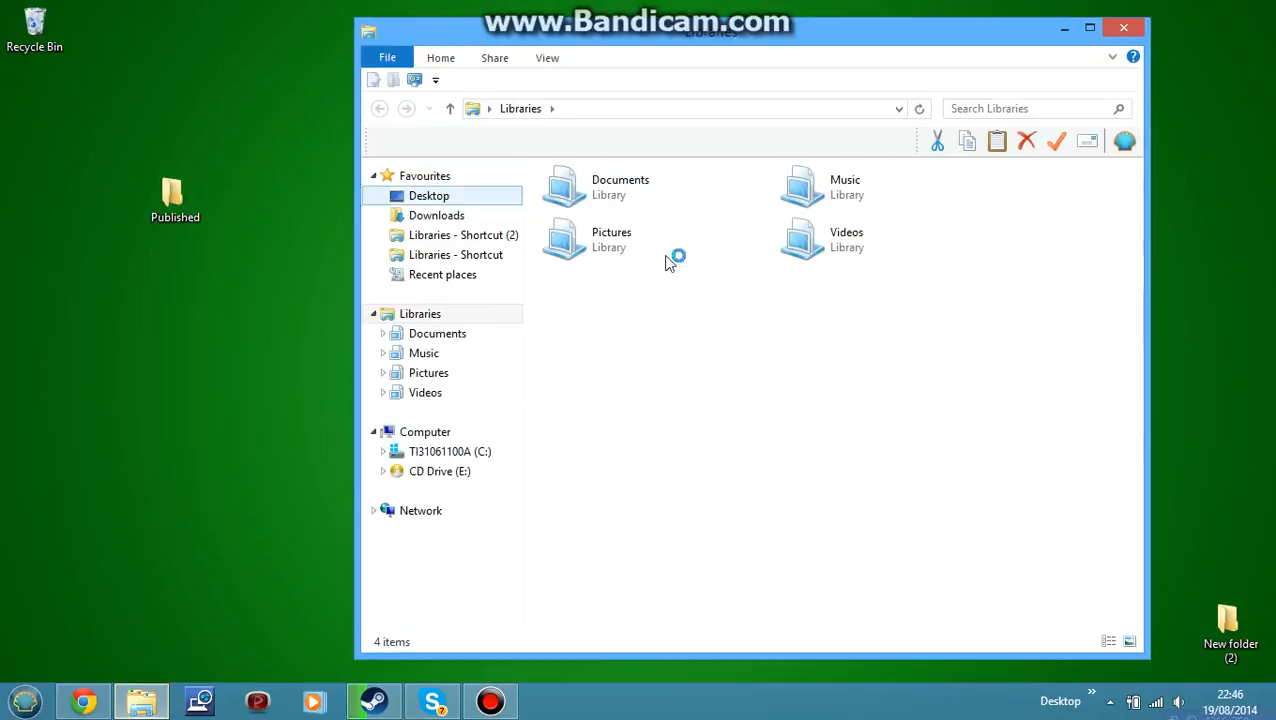 www.Bandicam.com
Recycle Bin
Libraries
File
Home
Share
View
Libraries
Search Libraries
Favourites
Desktop
Downloads
Libraries - Shortcut (2)
Libraries - Shortcut
Recent places
Libraries
Documents
Music
Pictures
Videos
Computer
TI31061100A (C:)
CD Drive (E:)
Network
Documents
Library
Music
Library
Pictures
Library
Videos
Library
4 items
Published
New folder
(2)
7
Desktop
22:46
19/08/2014